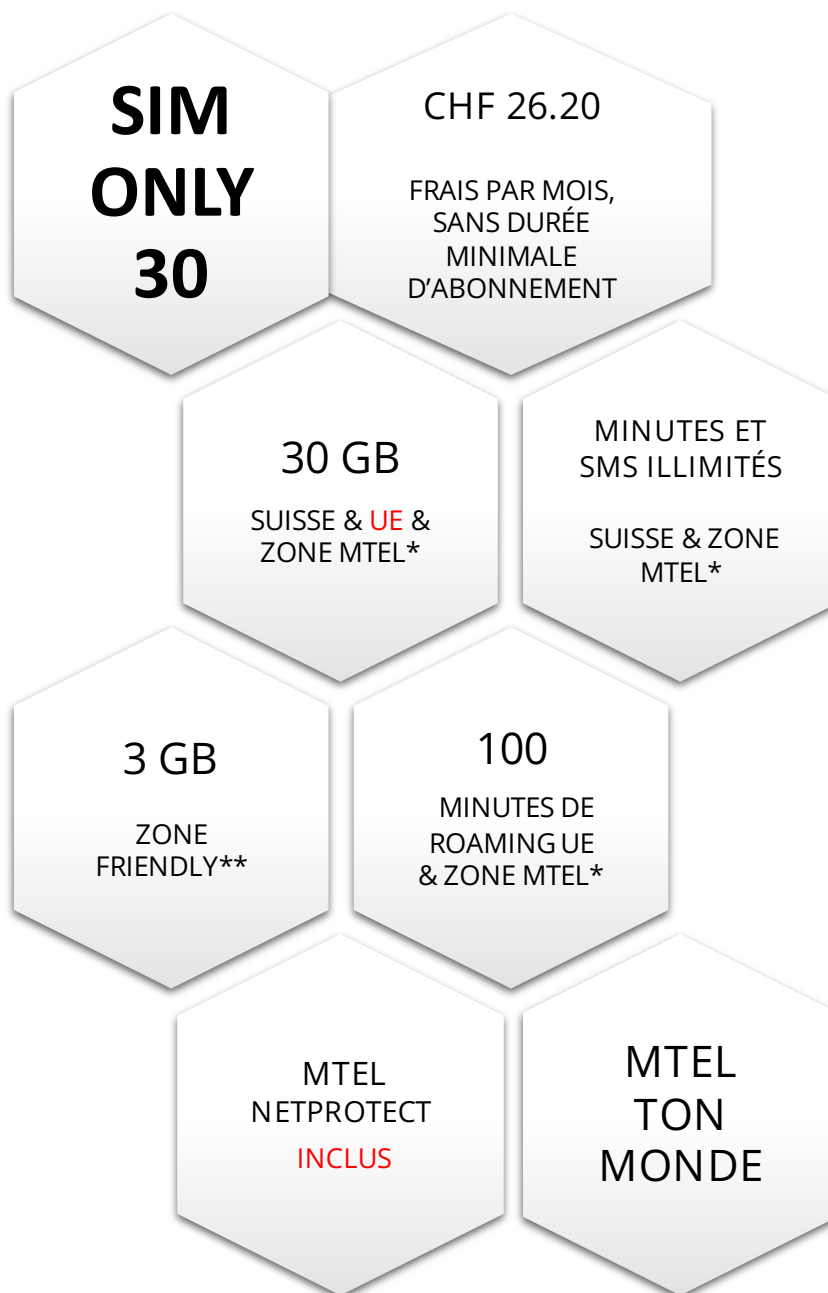 SIM
ONLY
30
CHF 26.20
FRAIS PAR MOIS,
SANS DURÉE
MINIMALE
D’ABONNEMENT
30 GB
SUISSE & UE &
ZONE MTEL*
MINUTES ET
SMS ILLIMITÉS
SUISSE & ZONE
MTEL*
3 GB
ZONE
FRIENDLY**
100
MINUTES DE
ROAMING UE
& ZONE MTEL*
MTEL
NETPROTECT
INCLUS
MTEL
TON
MONDE